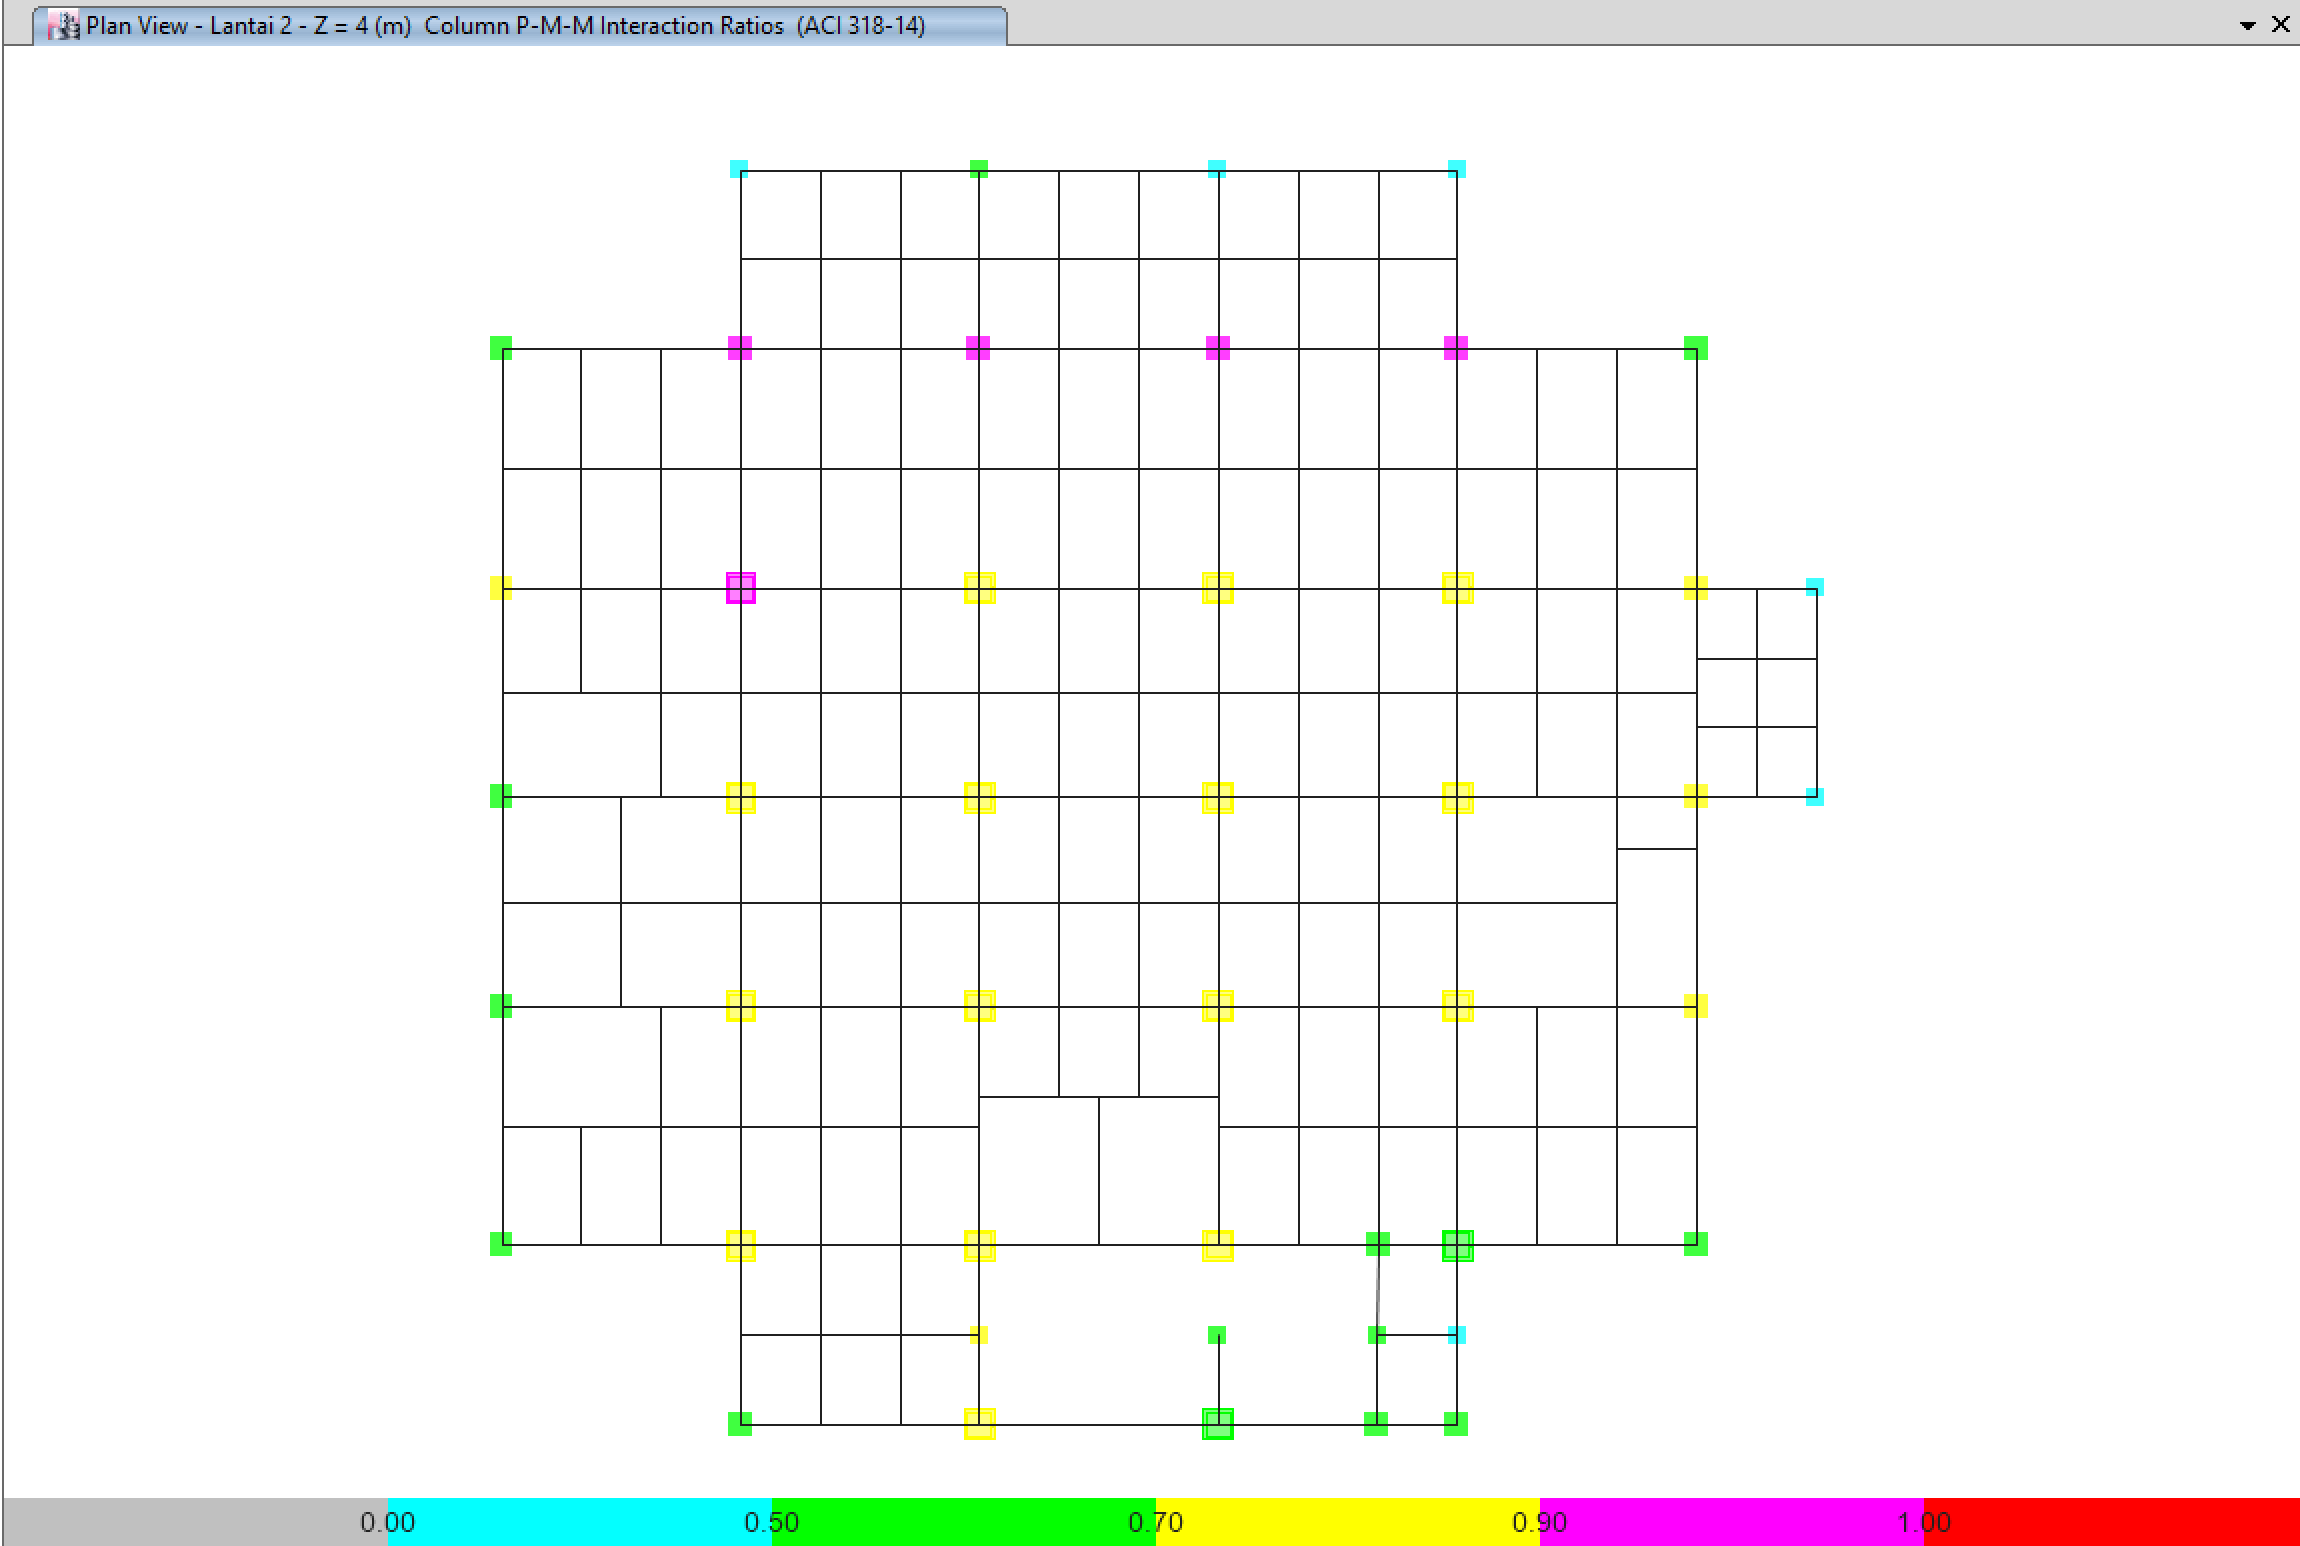 Plan View - Lantai 2 - Z = 4 (m)  Column P-M-M Interaction Ratios  (ACI 318-14)
0.00 0.50 0.70 0.90 1.00